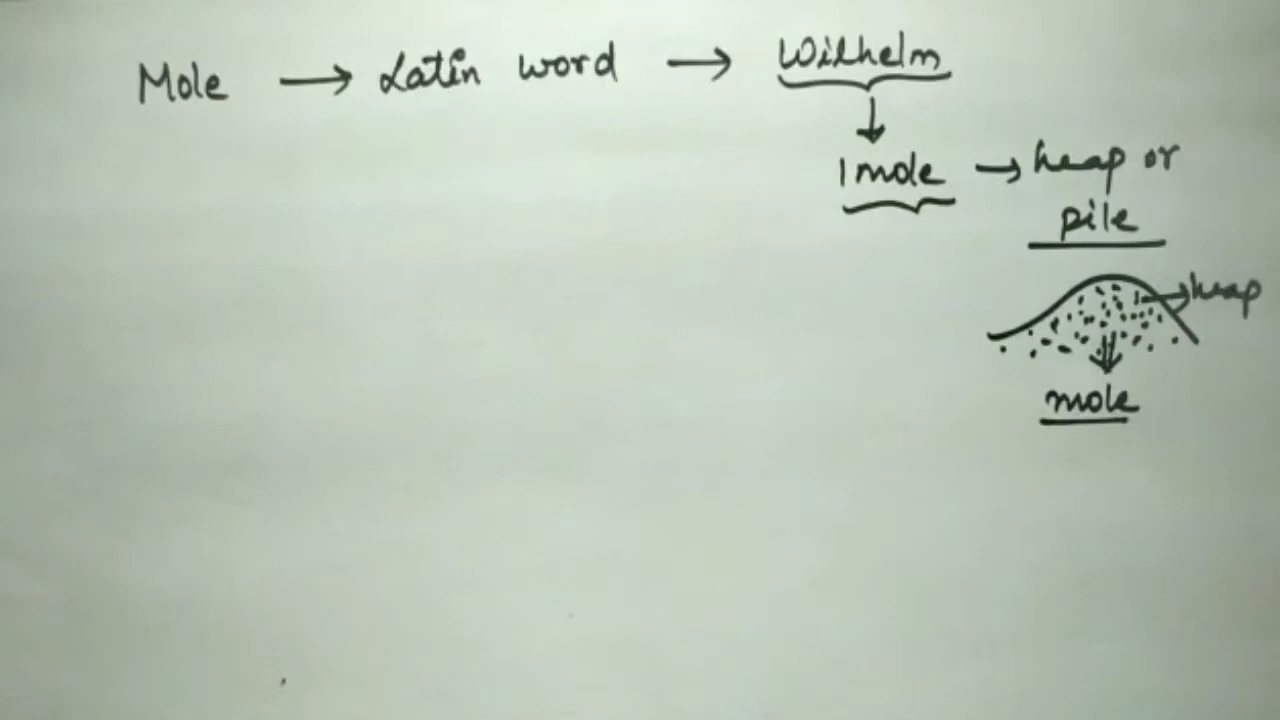 Mole → Latin word → Wilhelm
1 mole → heap or
pile
→ heap
mole